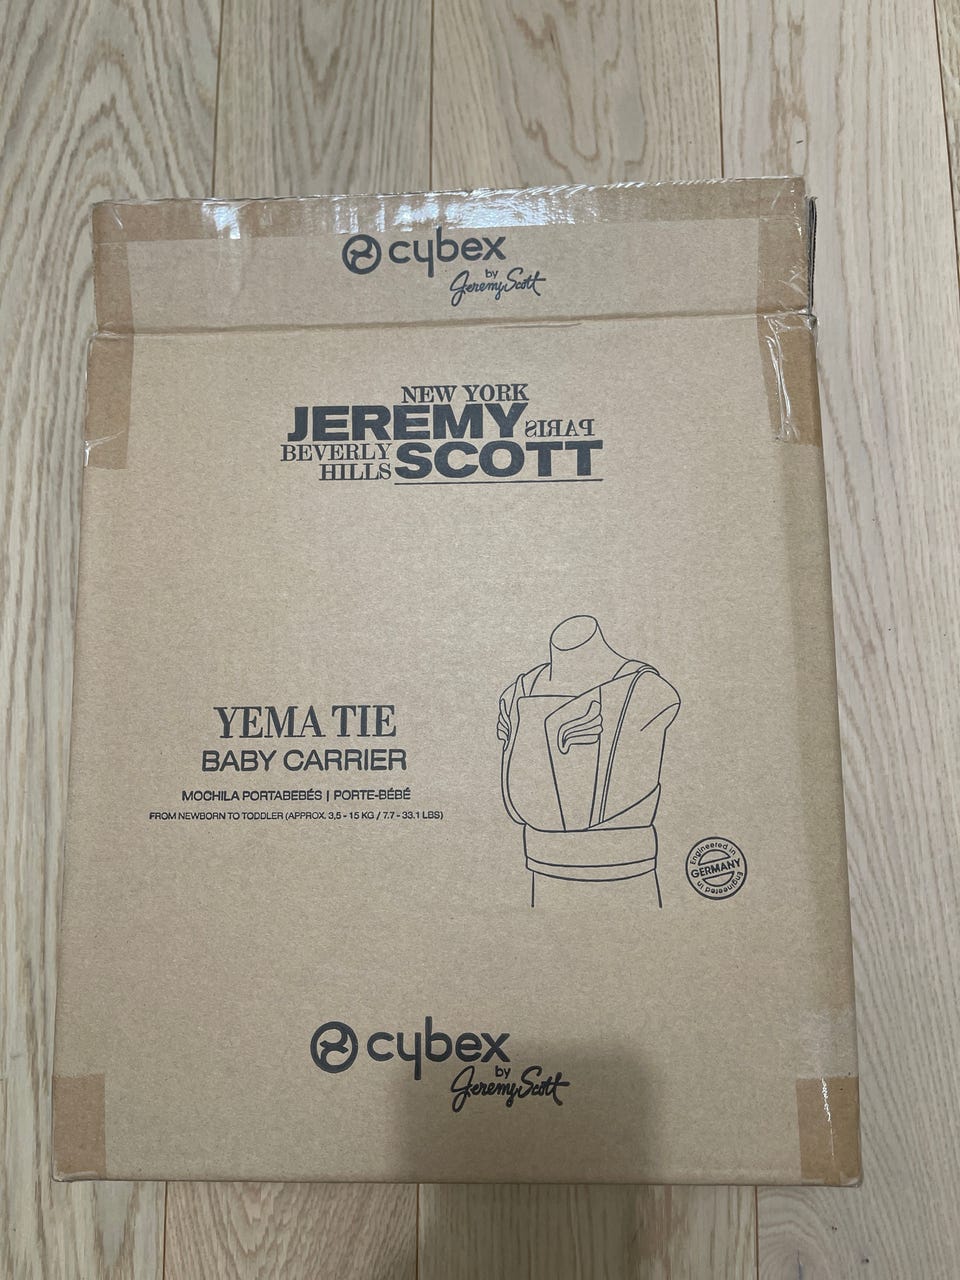 cybex
by
Jeremy Scott
NEW YORK
JEREMY PARIS
BEVERLY HILLS SCOTT
YEMA TIE
BABY CARRIER
MOCHILA PORTABEBÉS | PORTE-BÉBÉ
FROM NEWBORN TO TODDLER (APPROX. 3,5 - 15 KG / 7.7 - 33.1 LBS)
Engineered in
GERMANY
Engineered in
cybex
by
Jeremy Scott